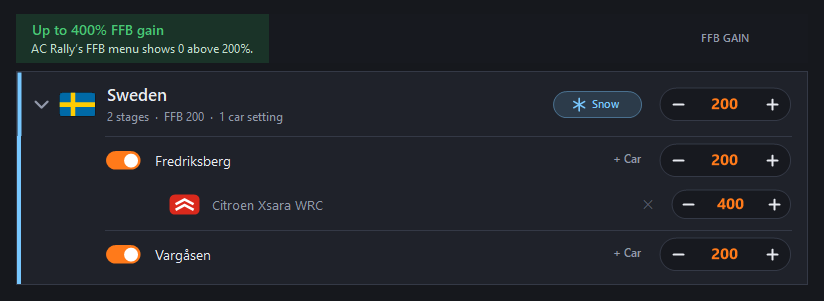 Up to 400% FFB gain
AC Rally's FFB menu shows 0 above 200%.
FFB GAIN
Sweden
2 stages · FFB 200 · 1 car setting
Snow
− 200 +
Fredriksberg
+ Car
− 200 +
Citroen Xsara WRC
×
− 400 +
Vargåsen
+ Car
− 200 +